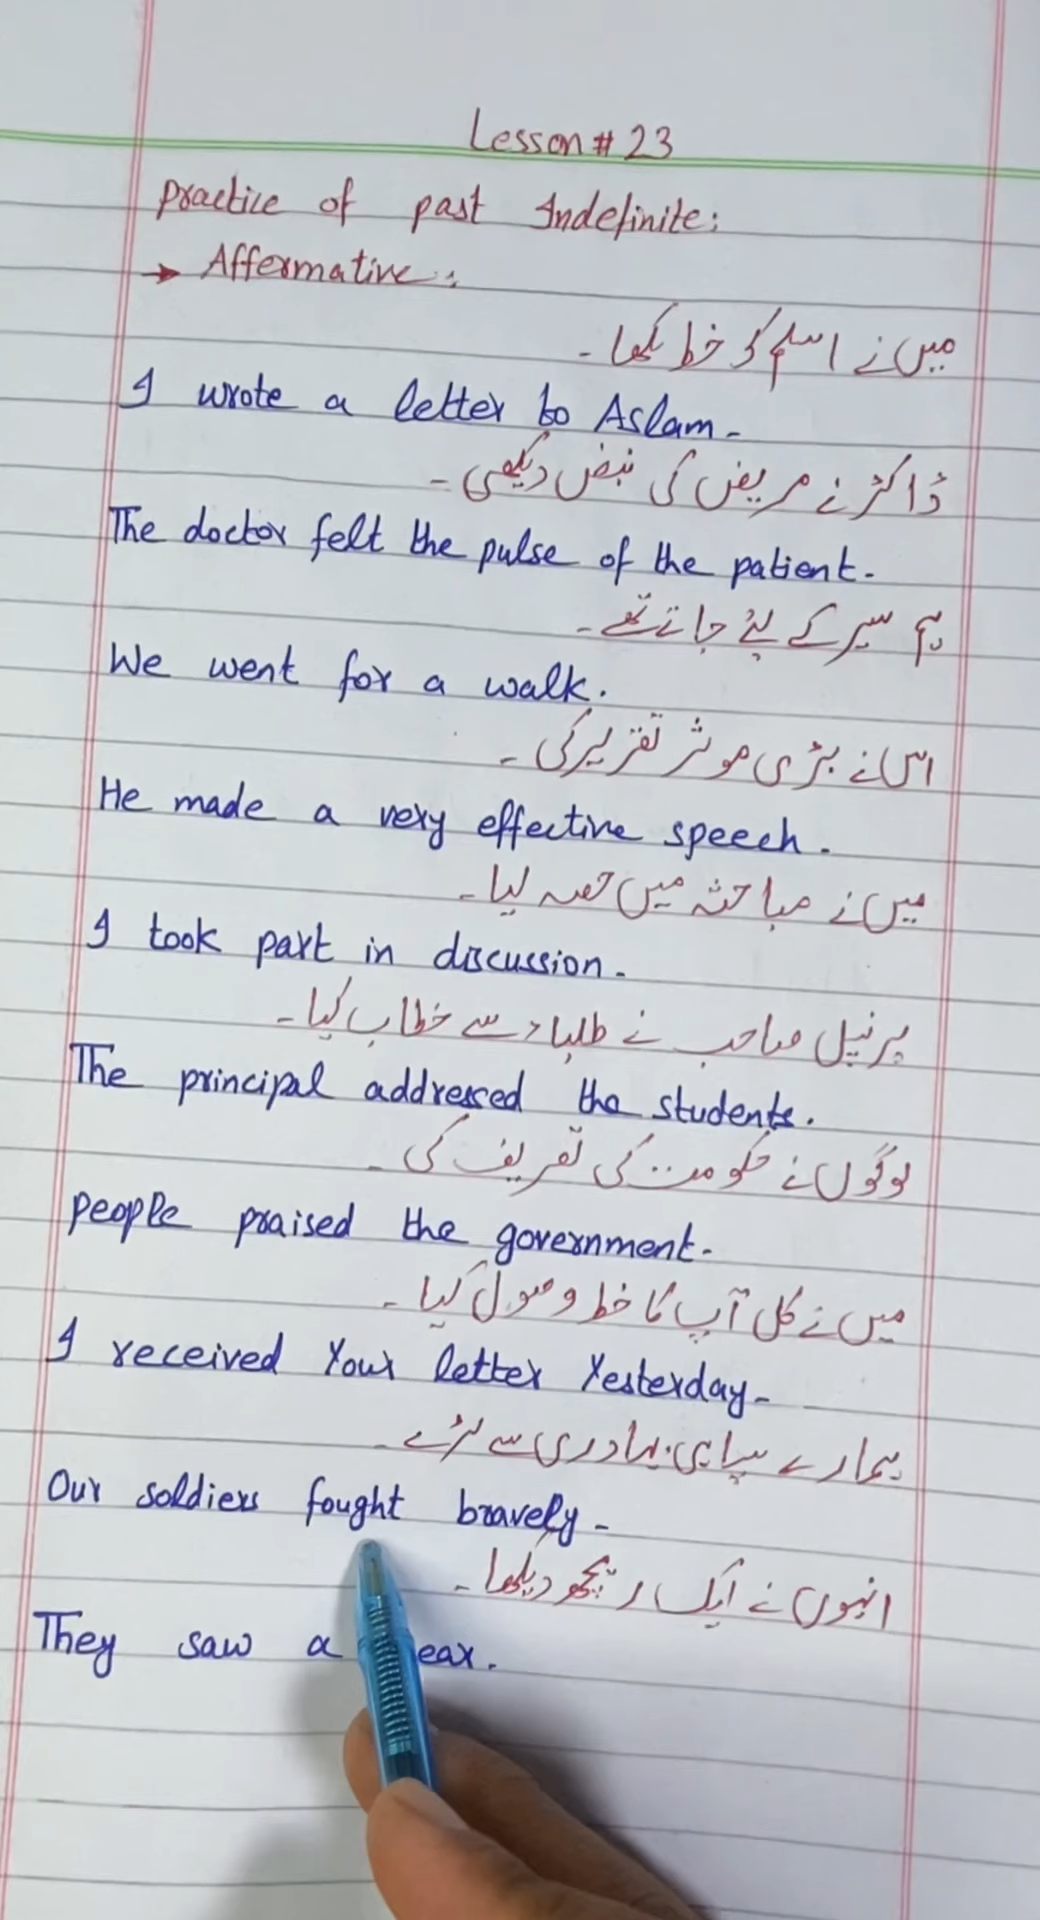 Lesson # 23
Practice of past Indefinite:
→ Affermative:
میں نے اسلم کو خط لکھا۔
I wrote a letter to Aslam.
ڈاکٹر نے مریض کی نبض دیکھی۔
The doctor felt the pulse of the patient.
ہم سیر کے لئے جاتے تھے۔
We went for a walk.
اس نے بڑی موثر تقریر کی۔
He made a very effective speech.
میں نے مباحثہ میں حصہ لیا۔
I took part in discussion.
پرنپل صاحب نے طلباء سے خطاب کیا۔
The principal addressed the students.
لوگوں نے حکومت کی تعریف کی۔
People praised the government.
میں نے کل آپ کا خط وصول کیا۔
I received Your letter Yesterday.
ہمارے سپاہی بہادری سے لڑے۔
Our soldiers fought bravely.
انہوں نے ایک ریچھ دیکھا۔
They saw a ear.